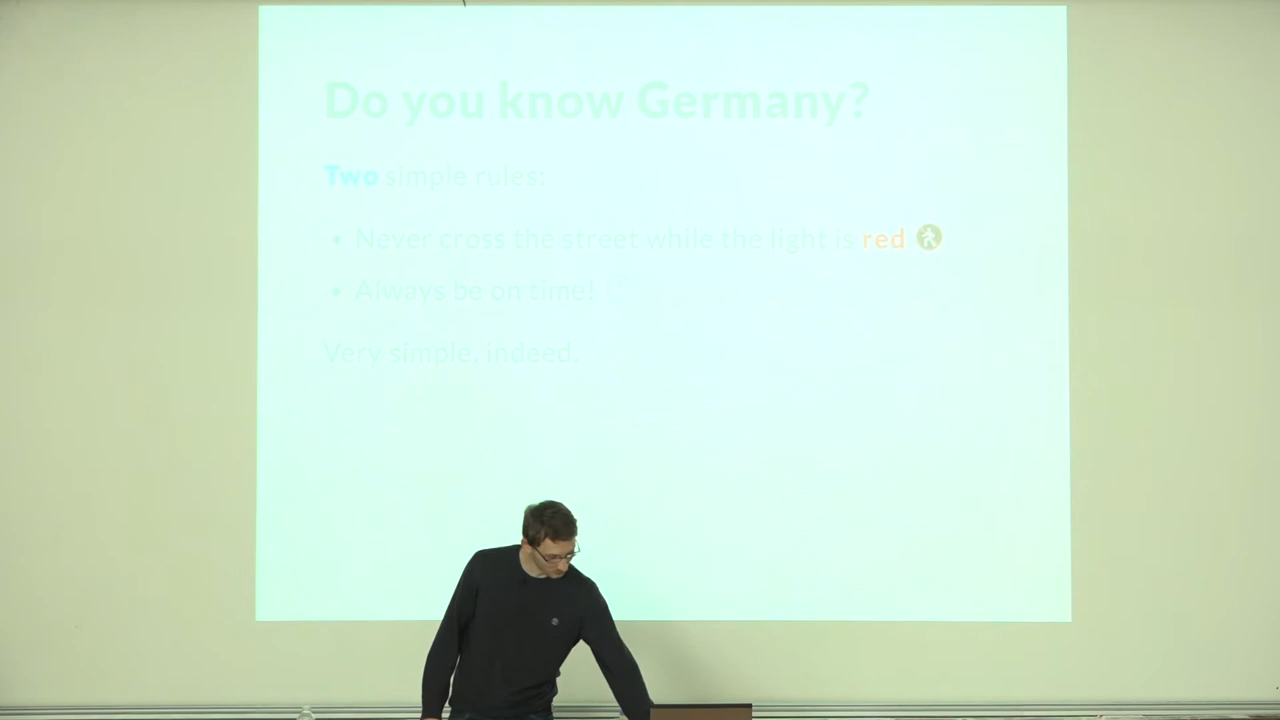 Do you know Germany?
Two simple rules:
• Never cross the street while the light is red
• Always be on time!
Very simple, indeed.